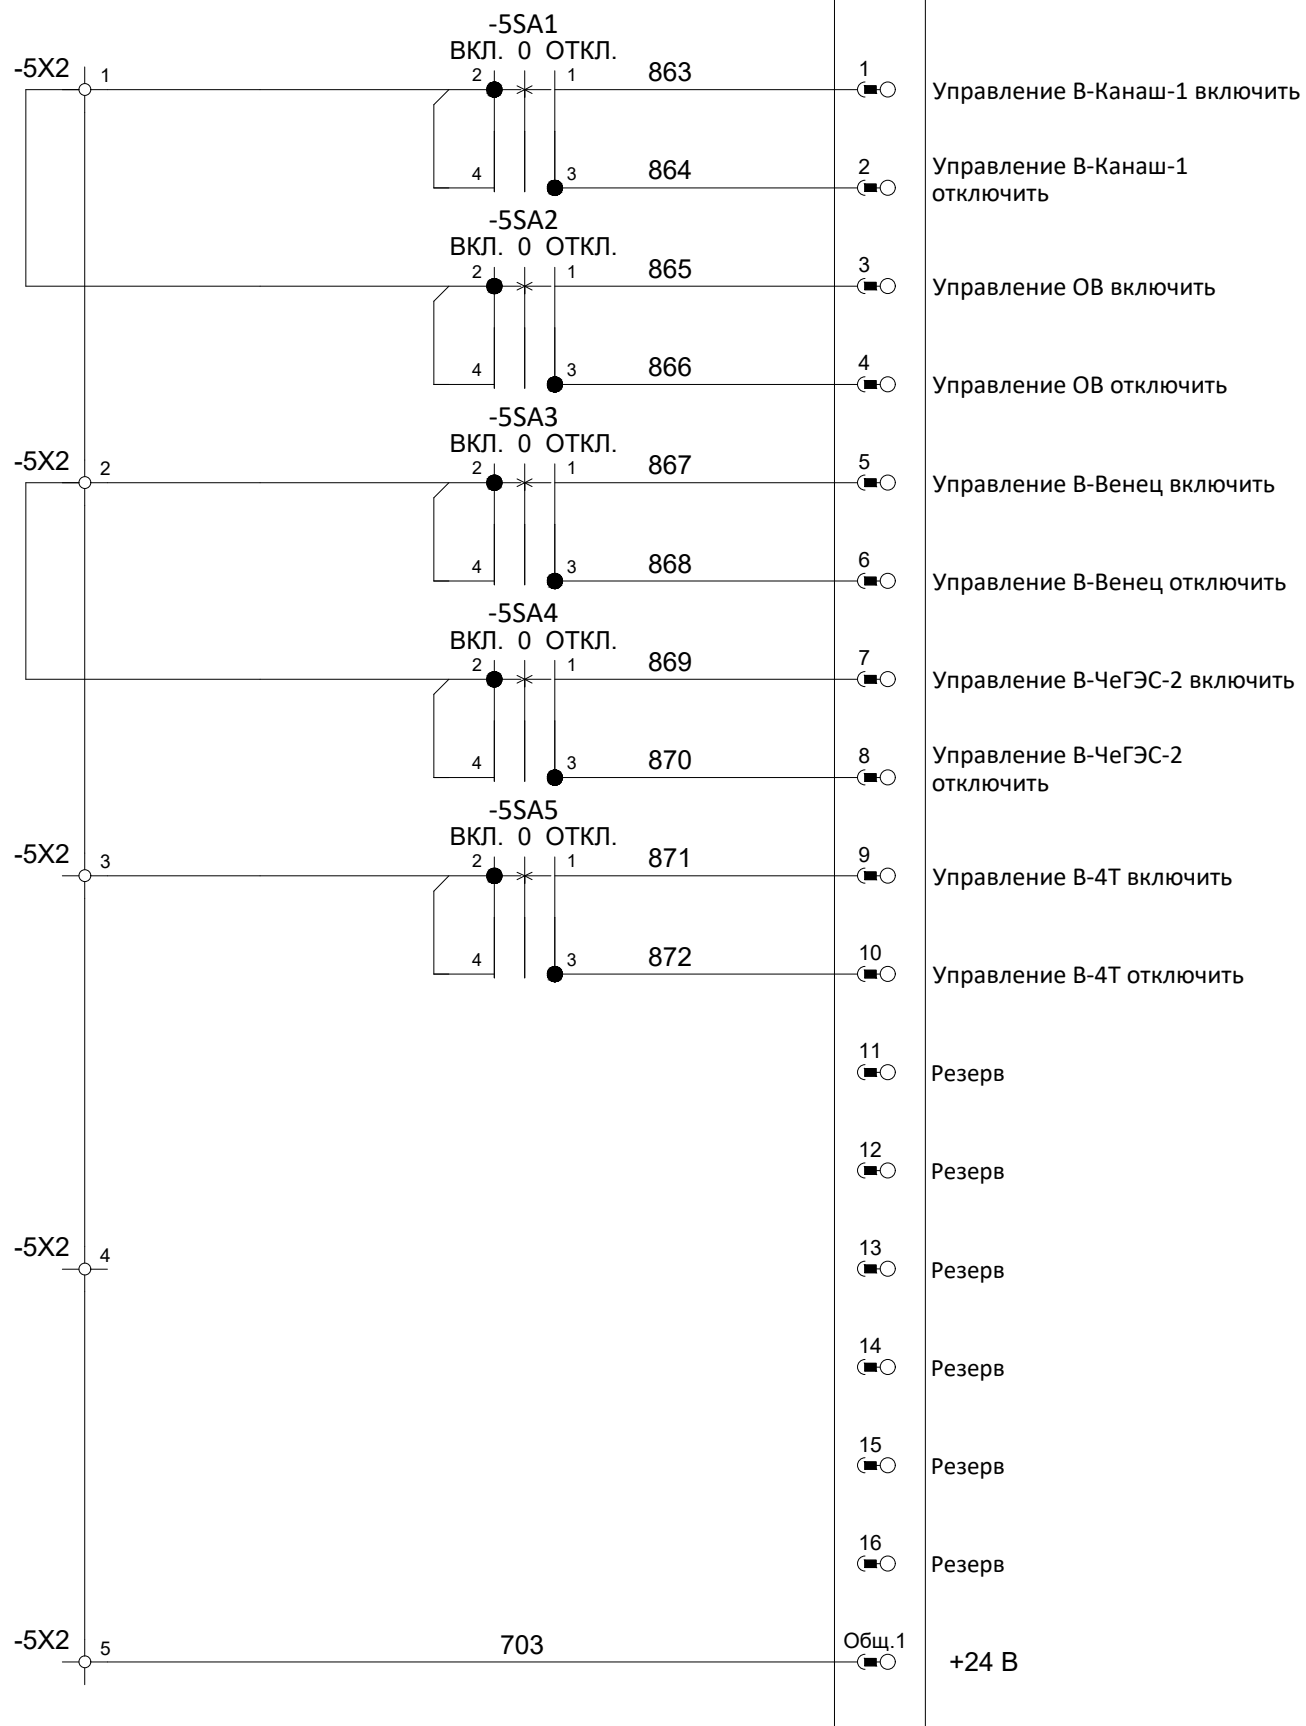 -5SA1
ВКЛ. 0 ОТКЛ.
-5X2 1 2 1 863 1 Управление В-Канаш-1 включить
4 3 864 2 Управление В-Канаш-1
отключить
-5SA2
ВКЛ. 0 ОТКЛ.
2 1 865 3 Управление ОВ включить
4 3 866 4 Управление ОВ отключить
-5SA3
ВКЛ. 0 ОТКЛ.
-5X2 2 2 1 867 5 Управление В-Венец включить
4 3 868 6 Управление В-Венец отключить
-5SA4
ВКЛ. 0 ОТКЛ.
2 1 869 7 Управление В-ЧеГЭС-2 включить
4 3 870 8 Управление В-ЧеГЭС-2
отключить
-5SA5
ВКЛ. 0 ОТКЛ.
-5X2 3 2 1 871 9 Управление В-4Т включить
4 3 872 10 Управление В-4Т отключить
11 Резерв
12 Резерв
-5X2 4 13 Резерв
14 Резерв
15 Резерв
16 Резерв
-5X2 5 703 Общ.1 +24 В